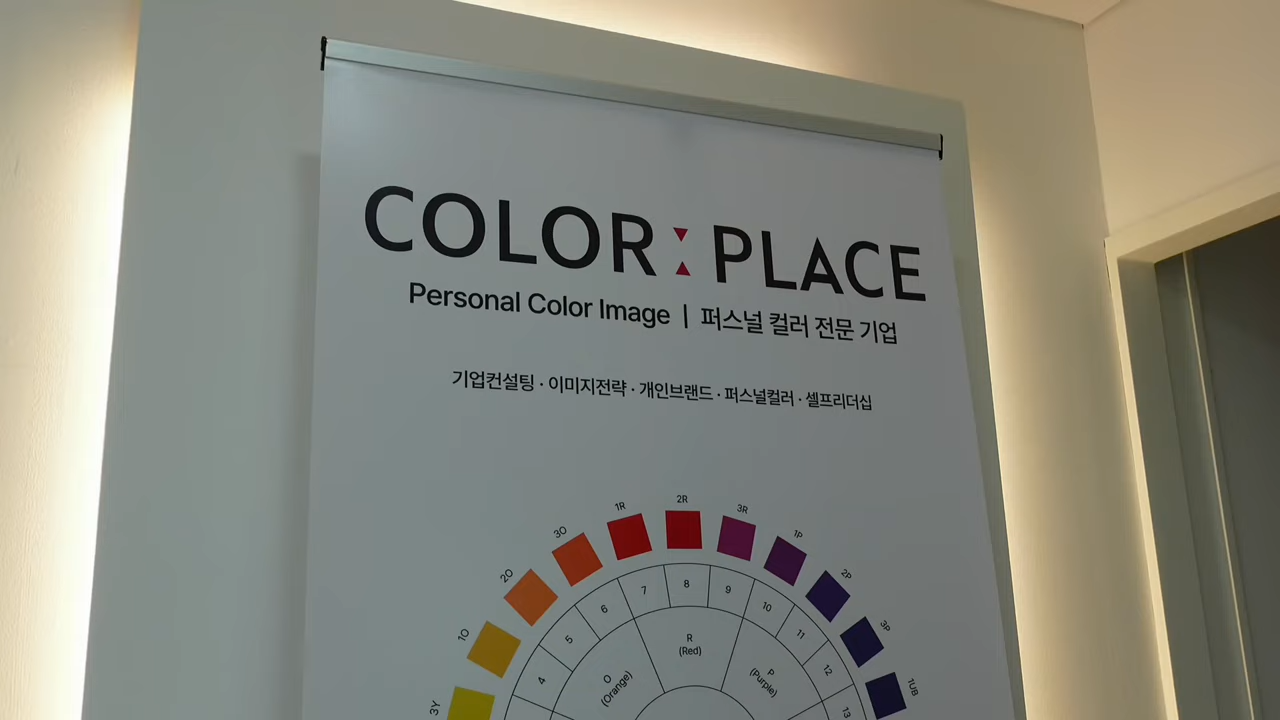 COLOR : PLACE
Personal Color Image | 퍼스널 컬러 전문 기업
기업컨설팅 · 이미지전략 · 개인브랜드 · 퍼스널컬러 · 셀프리더십
3Y 1O 2O 3O 1R 2R 3R 1P 2P 3P 1UB
4 5 6 7 8 9 10 11 12 13
O
(Orange)
R
(Red)
P
(Purple)